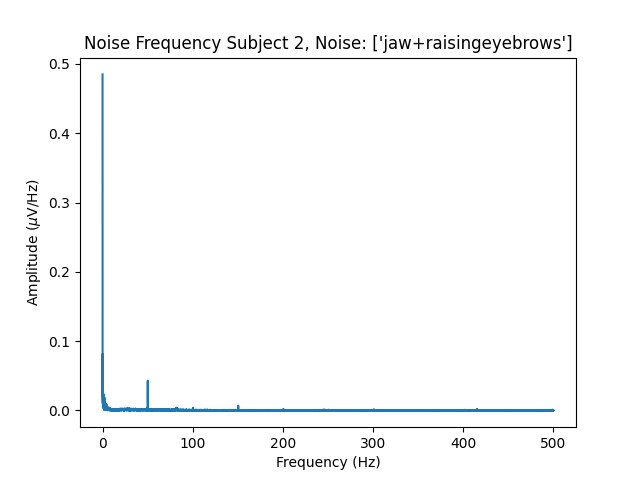 Noise Frequency Subject 2, Noise: ['jaw+raisingeyebrows']
0.5
0.4
0.3
0.2
0.1
0.0
Amplitude (μV/Hz)
0 100 200 300 400 500
Frequency (Hz)